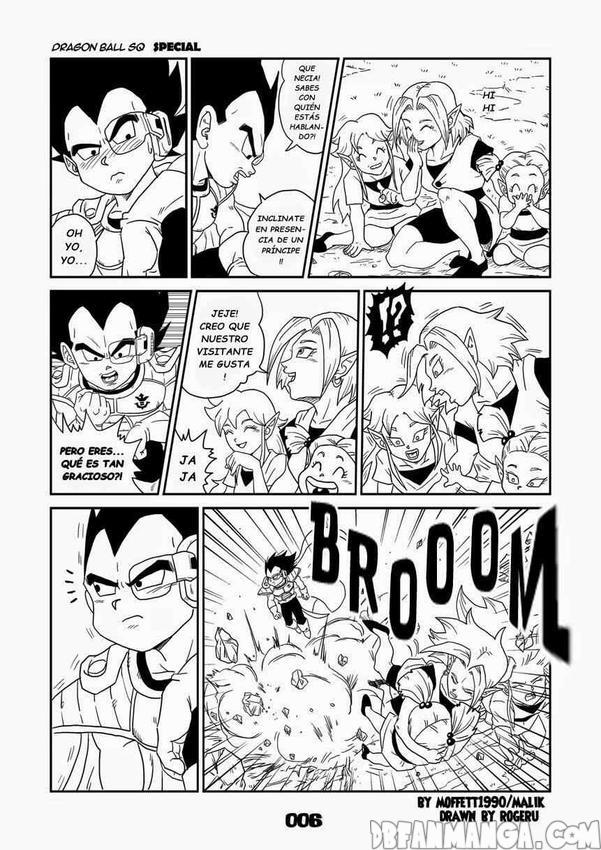 DRAGON BALL SQ SPECIAL
OH
YO,
YO...
QUE
NECIA!
SABES
CON
QUIÉN
ESTÁS
HABLAN-
DO?!
INCLINATE
EN PRESEN-
CIA DE UN
PRÍNCIPE
!!
HI
HI
PERO ERES...
QUÉ ES TAN
GRACIOSO?!
JEJE!
CREO QUE
NUESTRO
VISITANTE
ME GUSTA
!
JA
JA
!?
BROOOM
BY MOFFETT1990/MALIK
DRAWN BY ROGERU
006
DBFANMANGA.COM